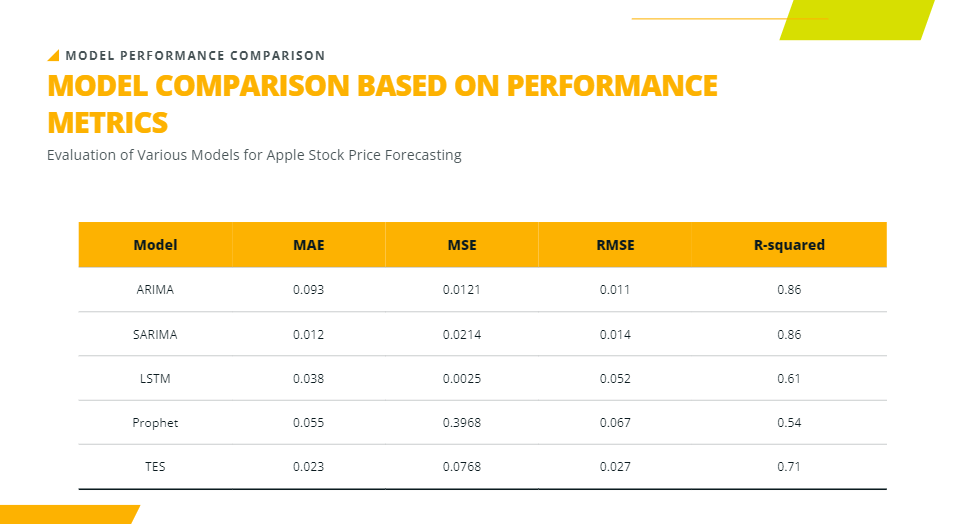 MODEL PERFORMANCE COMPARISON
MODEL COMPARISON BASED ON PERFORMANCE
METRICS
Evaluation of Various Models for Apple Stock Price Forecasting
Model MAE MSE RMSE R-squared
ARIMA 0.093 0.0121 0.011 0.86
SARIMA 0.012 0.0214 0.014 0.86
LSTM 0.038 0.0025 0.052 0.61
Prophet 0.055 0.3968 0.067 0.54
TES 0.023 0.0768 0.027 0.71